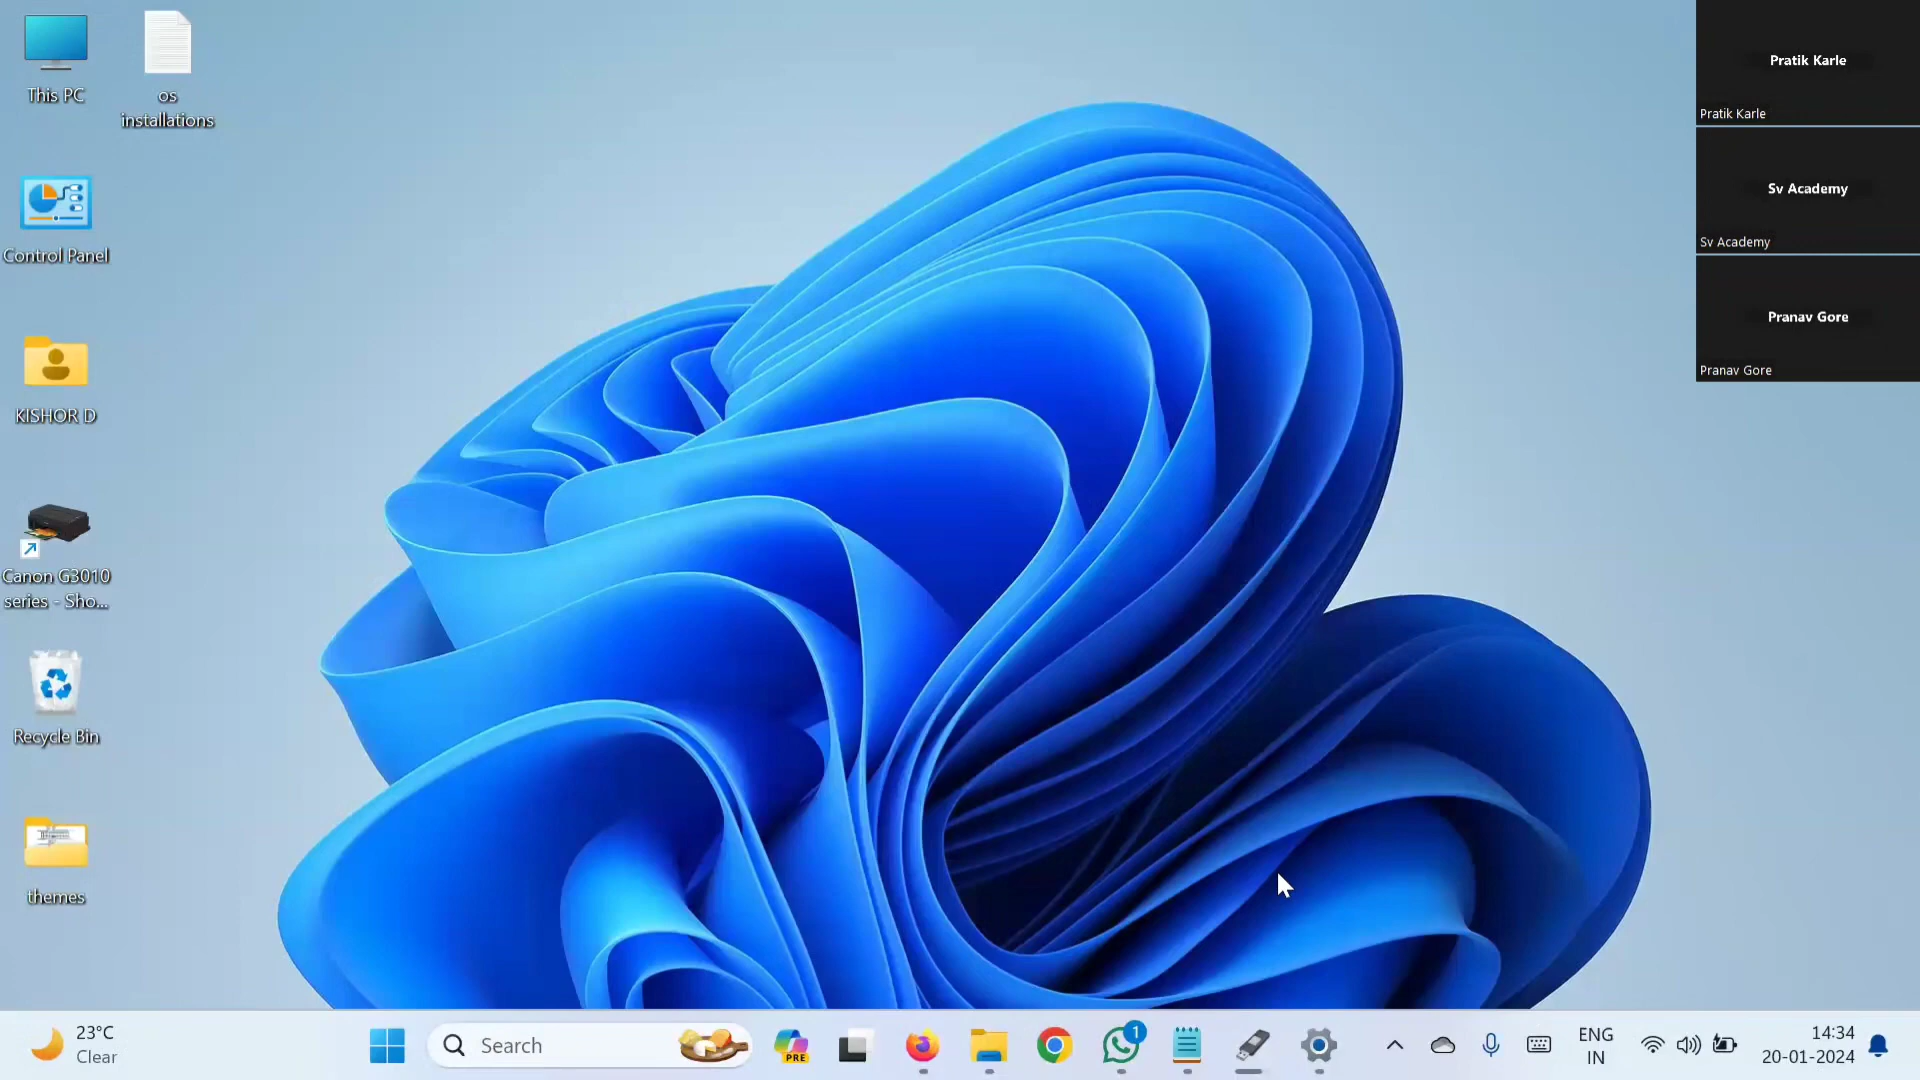 This PC
os
installations
Control Panel
KISHOR D
Canon G3010
series - Sho...
Recycle Bin
themes
Pratik Karle
Pratik Karle
Sv Academy
Sv Academy
Pranav Gore
Pranav Gore
23°C
Clear
Search
PRE
1
ENG
IN
14:34
20-01-2024